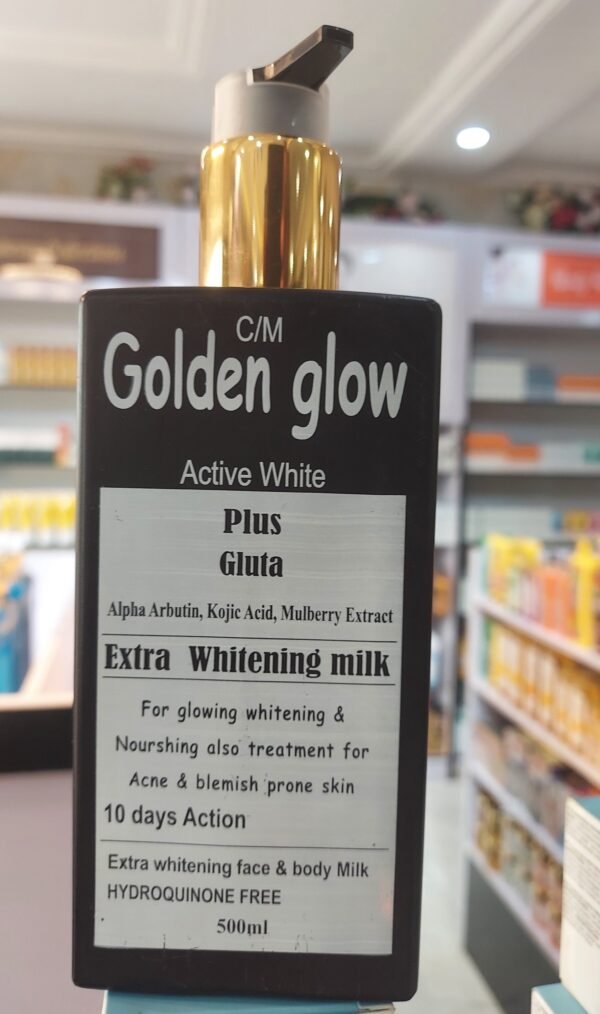 C/M
Golden glow
Active White
Plus
Gluta
Alpha Arbutin, Kojic Acid, Mulberry Extract
Extra Whitening milk
For glowing whitening &
Nourshing also treatment for
Acne & blemish prone skin
10 days Action
Extra whitening face & body Milk
HYDROQUINONE FREE
500ml